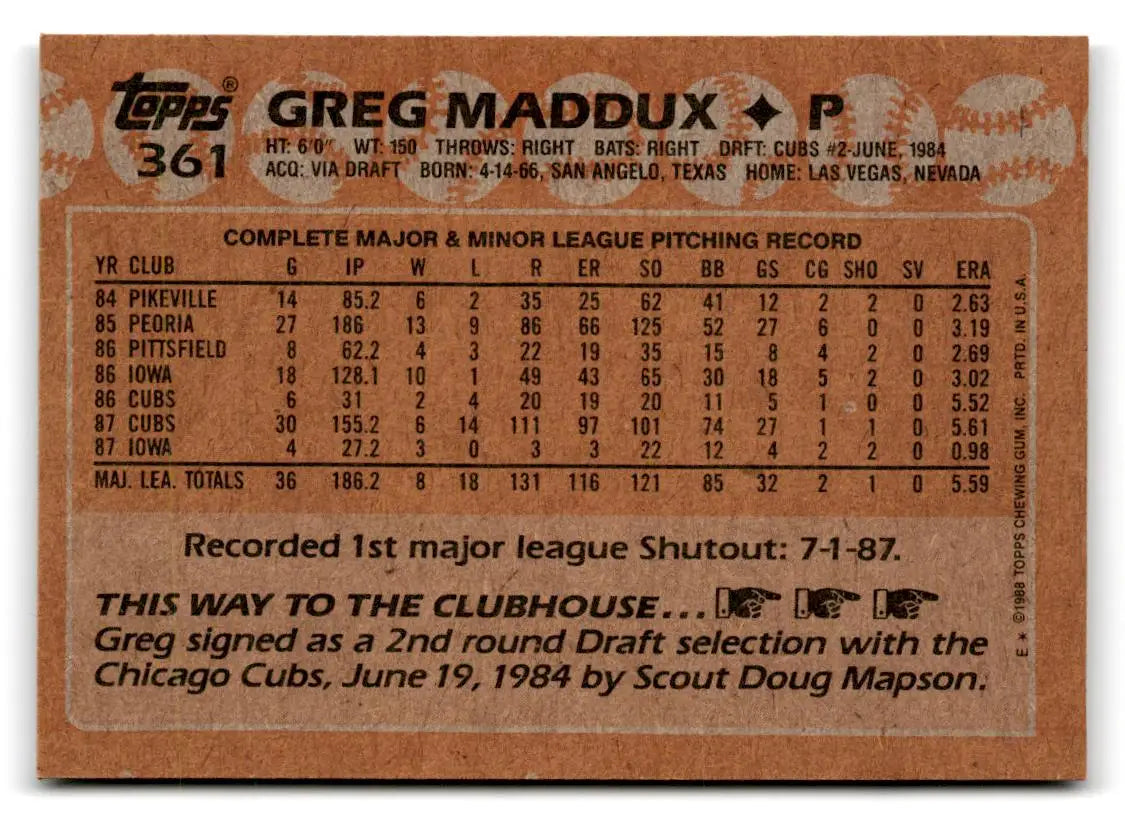 Topps® GREG MADDUX ✦ P
361
HT: 6'0" WT: 150 THROWS: RIGHT BATS: RIGHT DRFT: CUBS #2-JUNE, 1984
ACQ: VIA DRAFT BORN: 4-14-66, SAN ANGELO, TEXAS HOME: LAS VEGAS, NEVADA
COMPLETE MAJOR & MINOR LEAGUE PITCHING RECORD
YR CLUB G IP W L R ER SO BB GS CG SHO SV ERA
84 PIKEVILLE 14 85.2 6 2 35 25 62 41 12 2 2 0 2.63
85 PEORIA 27 186 13 9 86 66 125 52 27 6 0 0 3.19
86 PITTSFIELD 8 62.2 4 3 22 19 35 15 8 4 2 0 2.69
86 IOWA 18 128.1 10 1 49 43 65 30 18 5 2 0 3.02
86 CUBS 6 31 2 4 20 19 20 11 5 1 0 0 5.52
87 CUBS 30 155.2 6 14 111 97 101 74 27 1 1 0 5.61
87 IOWA 4 27.2 3 0 3 3 22 12 4 2 2 0 0.98
MAJ. LEA. TOTALS 36 186.2 8 18 131 116 121 85 32 2 1 0 5.59
Recorded 1st major league Shutout: 7-1-87.
THIS WAY TO THE CLUBHOUSE...
Greg signed as a 2nd round Draft selection with the
Chicago Cubs, June 19, 1984 by Scout Doug Mapson.
E* ©1988 TOPPS CHEWING GUM, INC. PRTD. IN U.S.A.